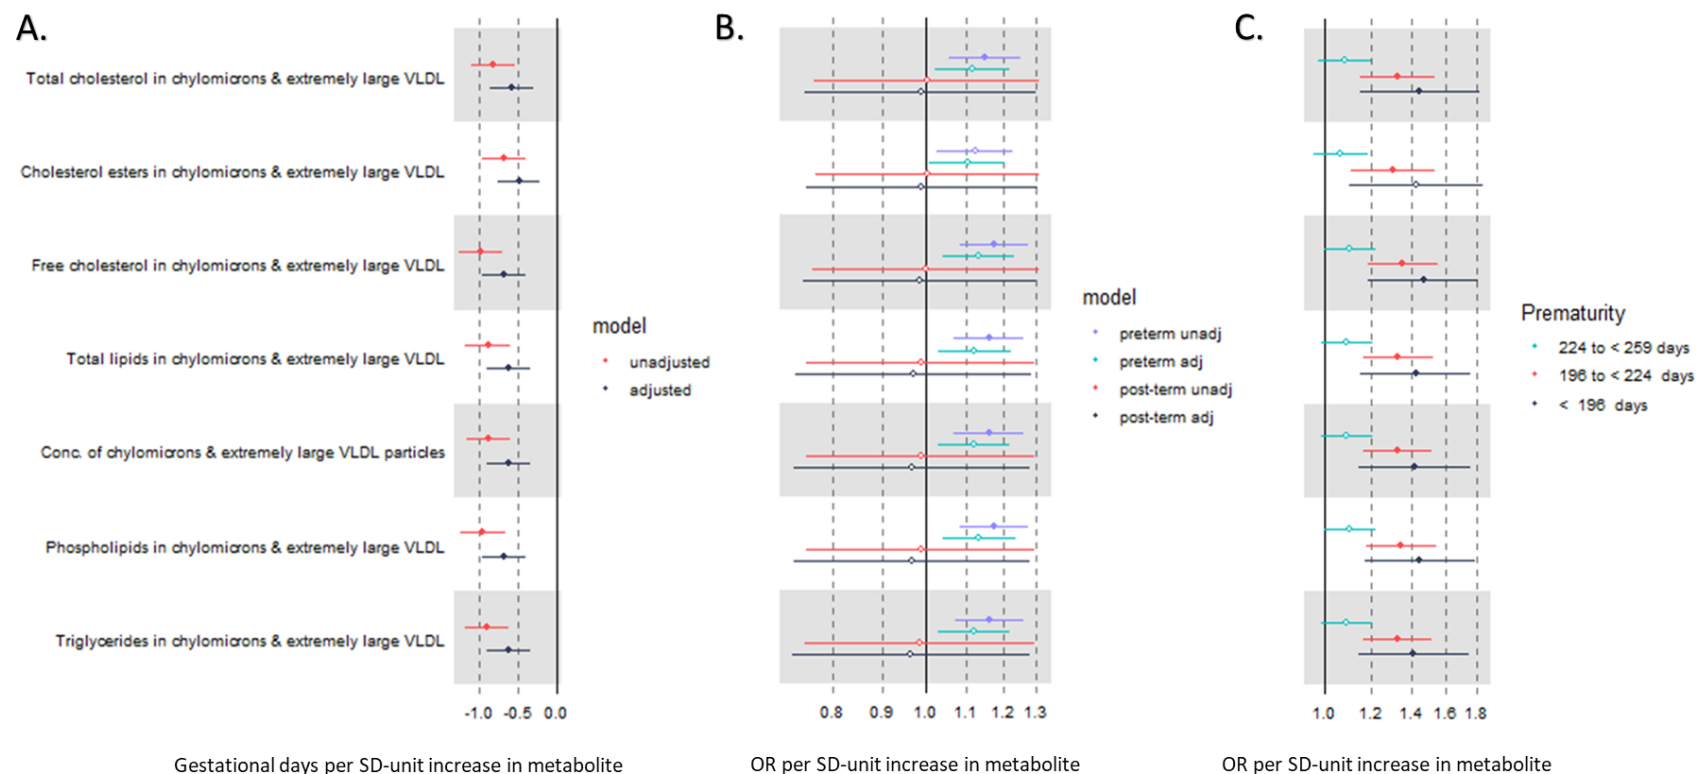 A.
B.
C.
Total cholesterol in chylomicrons & extremely large VLDL
Cholesterol esters in chylomicrons & extremely large VLDL
Free cholesterol in chylomicrons & extremely large VLDL
Total lipids in chylomicrons & extremely large VLDL
Conc. of chylomicrons & extremely large VLDL particles
Phospholipids in chylomicrons & extremely large VLDL
Triglycerides in chylomicrons & extremely large VLDL
-1.0 -0.5 0.0
Gestational days per SD-unit increase in metabolite
model
unadjusted
adjusted
0.8 0.9 1.0 1.1 1.2 1.3
OR per SD-unit increase in metabolite
model
preterm unadj
preterm adj
post-term unadj
post-term adj
1.0 1.2 1.4 1.6 1.8
OR per SD-unit increase in metabolite
Prematurity
224 to < 259 days
196 to < 224 days
< 196 days